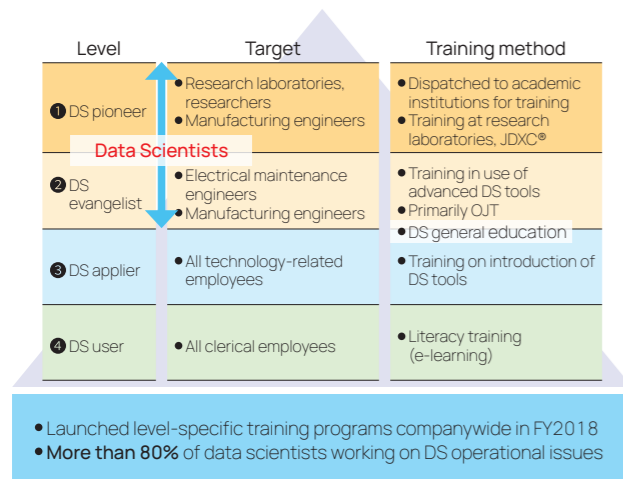 Level
Target
Training method
❶ DS pioneer
● Research laboratories,
researchers
● Manufacturing engineers
● Dispatched to academic
institutions for training
● Training at research
laboratories, JDXC®
Data Scientists
❷ DS
evangelist
● Electrical maintenance
engineers
● Manufacturing engineers
● Training in use of
advanced DS tools
● Primarily OJT
● DS general education
❸ DS applier
● All technology-related
employees
● Training on introduction of
DS tools
❹ DS user
● All clerical employees
● Literacy training
(e-learning)
● Launched level-specific training programs companywide in FY2018
● More than 80% of data scientists working on DS operational issues